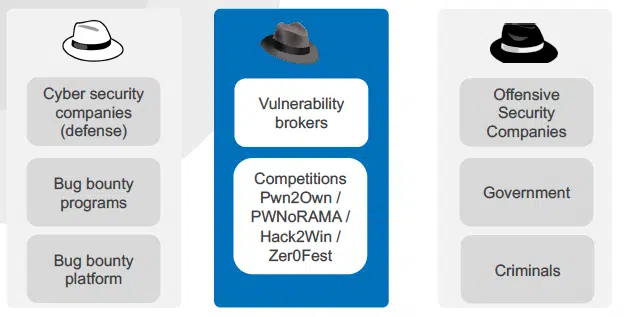 Cyber security
companies
(defense)
Bug bounty
programs
Bug bounty
platform
Vulnerability
brokers
Competitions
Pwn2Own /
PWNoRAMA /
Hack2Win /
Zer0Fest
Offensive
Security
Companies
Government
Criminals